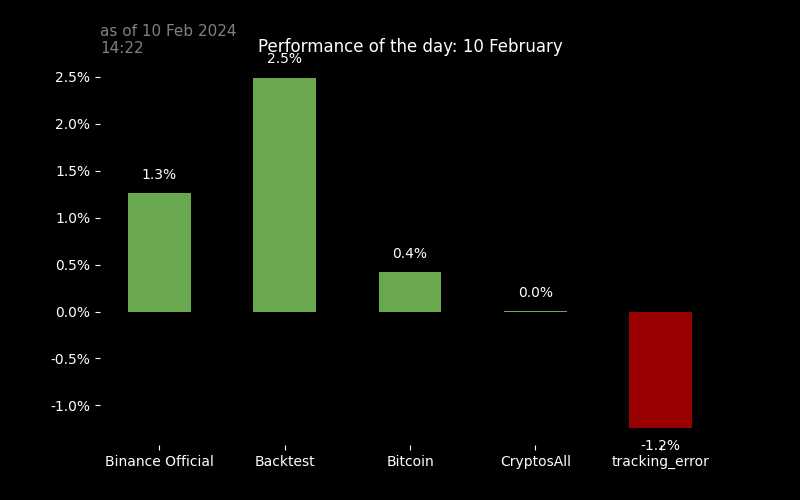 as of 10 Feb 2024
14:22
Performance of the day: 10 February
2.5%
2.0%
1.5%
1.0%
0.5%
0.0%
-0.5%
-1.0%
1.3%
2.5%
0.4%
0.0%
-1.2%
Binance Official
Backtest
Bitcoin
CryptosAll
tracking_error